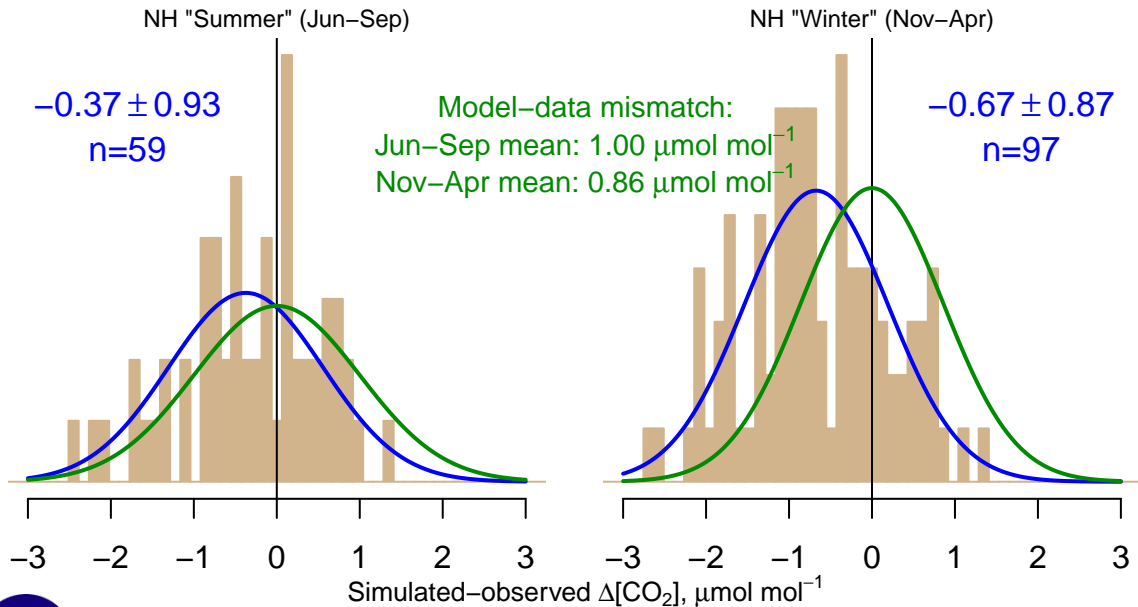 NH "Summer" (Jun−Sep)
NH "Winter" (Nov−Apr)
−0.37 ± 0.93
n=59
Model−data mismatch:
Jun−Sep mean: 1.00 μmol mol⁻¹
Nov−Apr mean: 0.86 μmol mol⁻¹
−0.67 ± 0.87
n=97
−3 −2 −1 0 1 2 3
−3 −2 −1 0 1 2 3
Simulated−observed Δ[CO₂], μmol mol⁻¹